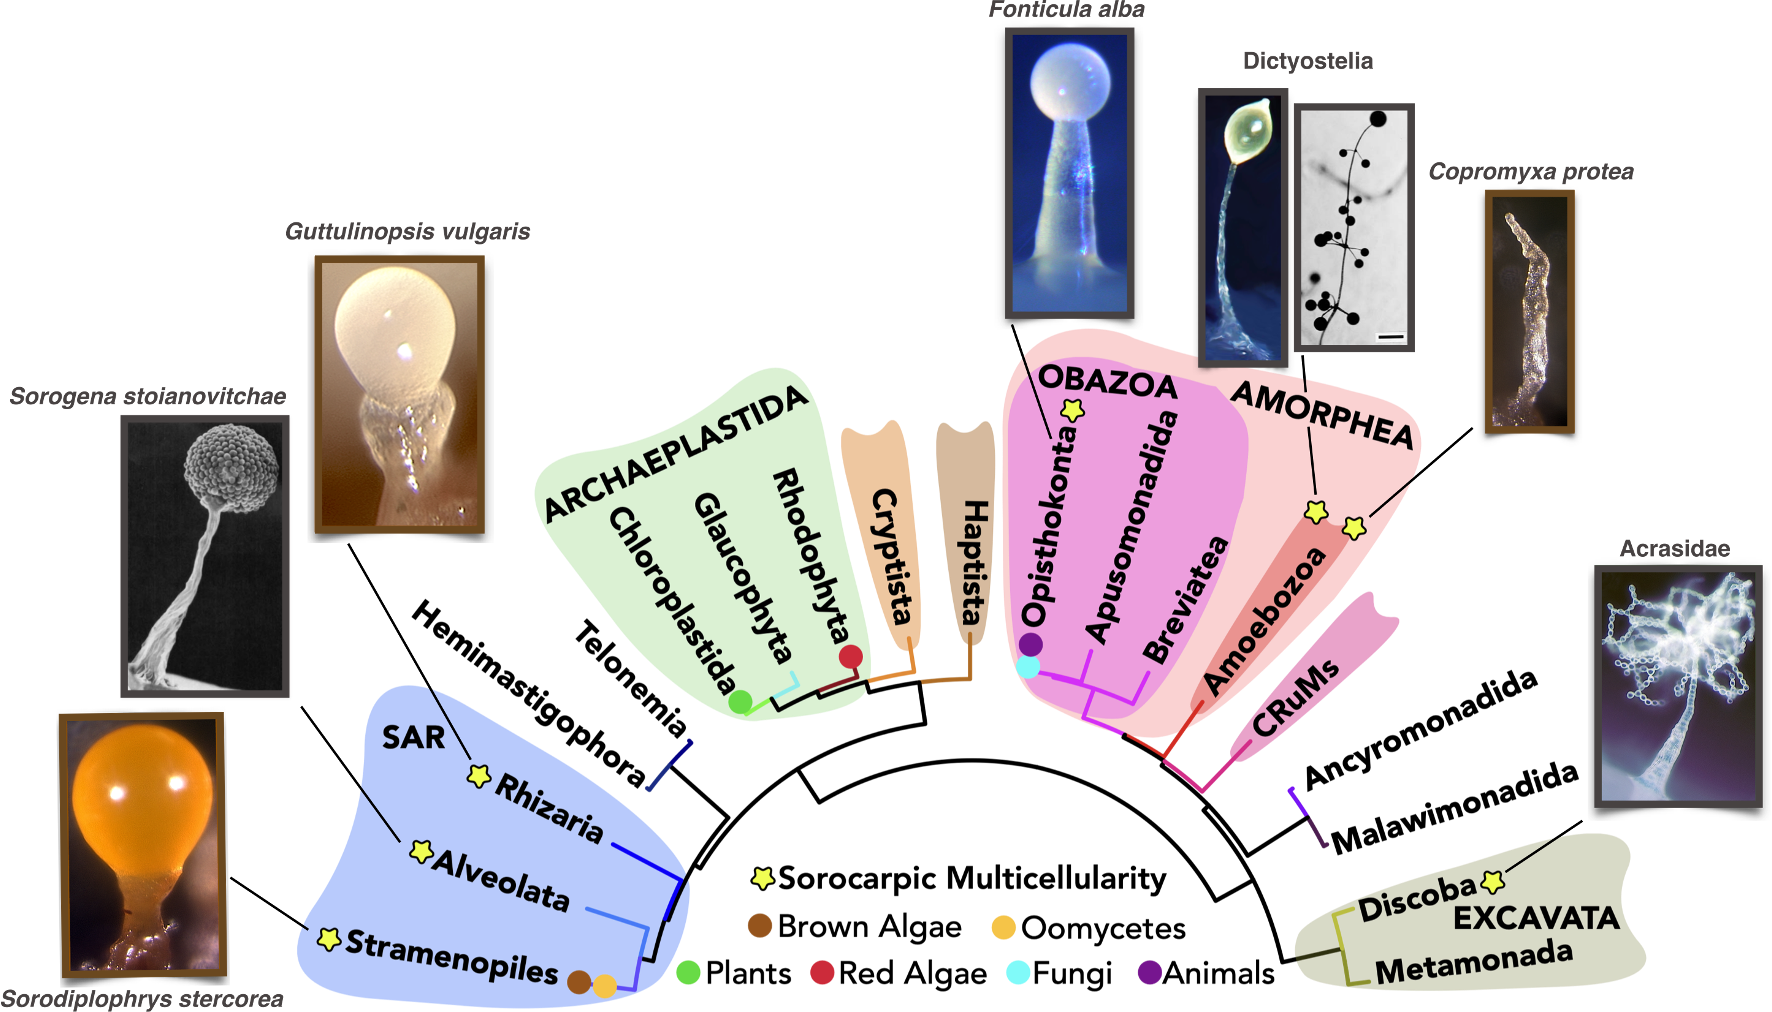 Fonticula alba
Dictyostelia
Copromyxa protea
Guttulinopsis vulgaris
Sorogena stoianovitchae
Acrasidae
Sorodiplophrys stercorea
SAR
Rhizaria
Alveolata
Stramenopiles
Hemimastigophora
Telonemia
ARCHAEPLASTIDA
Chloroplastida
Glaucophyta
Rhodophyta
Cryptista
Haptista
OBAZOA
Opisthokonta
Apusomonadida
Breviatea
AMORPHEA
Amoebozoa
CRuMs
Ancyromonadida
Malawimonadida
Discoba
EXCAVATA
Metamonada
Sorocarpic Multicellularity
Brown Algae Oomycetes
Plants Red Algae Fungi Animals